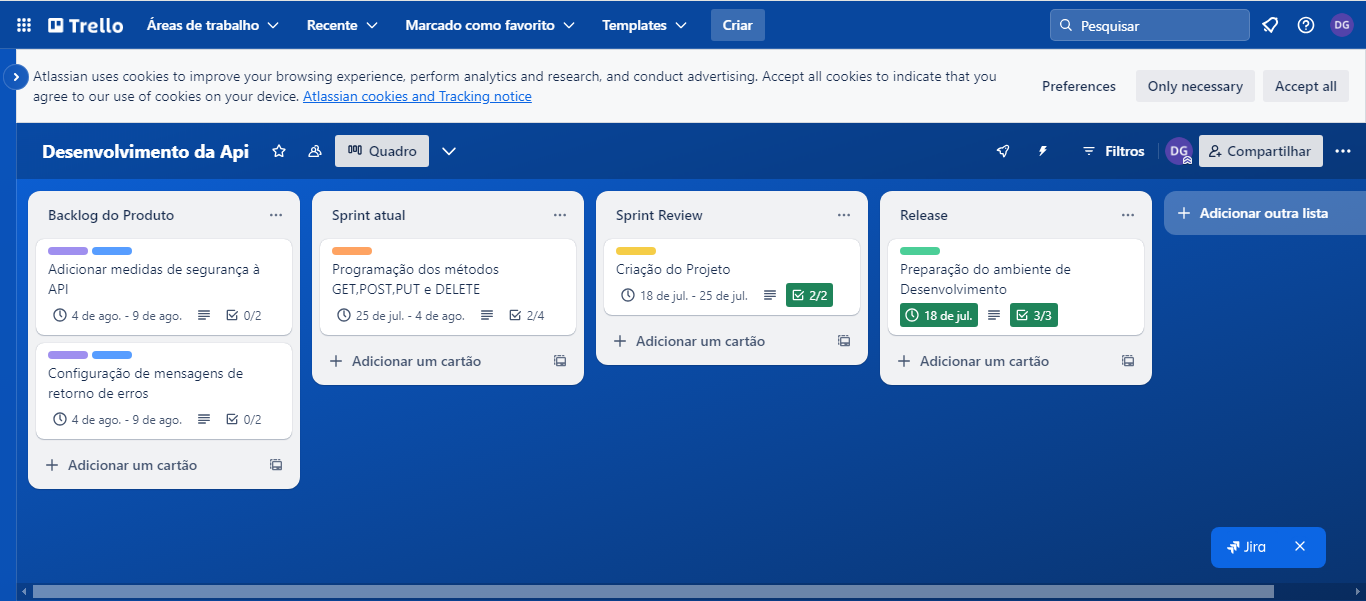 Trello Áreas de trabalho Recente Marcado como favorito Templates Criar Pesquisar DG
Atlassian uses cookies to improve your browsing experience, perform analytics and research, and conduct advertising. Accept all cookies to indicate that you
agree to our use of cookies on your device. Atlassian cookies and Tracking notice
Preferences Only necessary Accept all
Desenvolvimento da Api Quadro Filtros DG Compartilhar
Backlog do Produto
Adicionar medidas de segurança à
API
4 de ago. - 9 de ago. 0/2
Configuração de mensagens de
retorno de erros
4 de ago. - 9 de ago. 0/2
Adicionar um cartão
Sprint atual
Programação dos métodos
GET,POST,PUT e DELETE
25 de jul. - 4 de ago. 2/4
Adicionar um cartão
Sprint Review
Criação do Projeto
18 de jul. - 25 de jul. 2/2
Adicionar um cartão
Release
Preparação do ambiente de
Desenvolvimento
18 de jul. 3/3
Adicionar um cartão
Adicionar outra lista
Jira